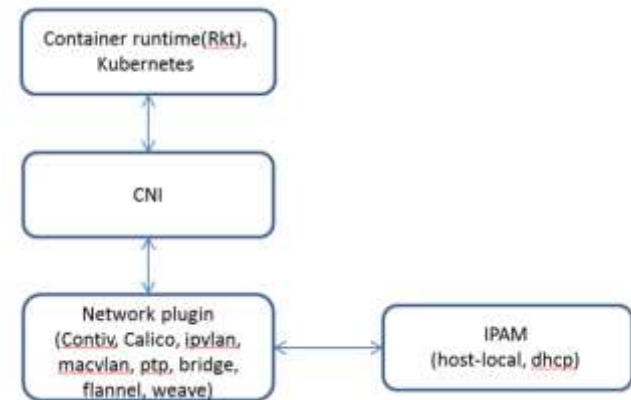 Container runtime(Rkt),
Kubernetes
CNI
Network plugin
(Contiv, Calico, ipvlan,
macvlan, ptp, bridge,
flannel, weave)
IPAM
(host-local, dhcp)